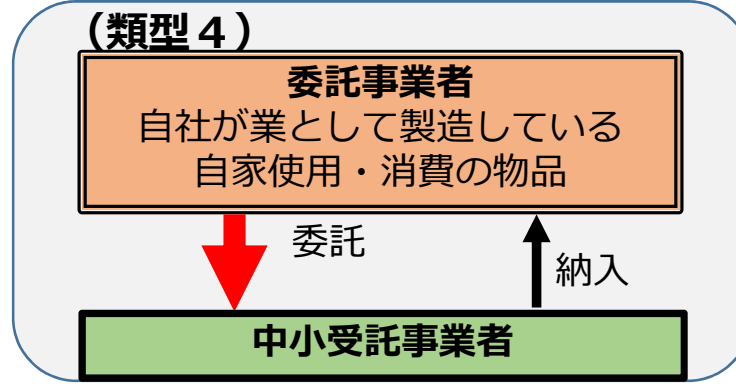 （類型４）
委託事業者
自社が業として製造している
自家使用・消費の物品
委託
納入
中小受託事業者